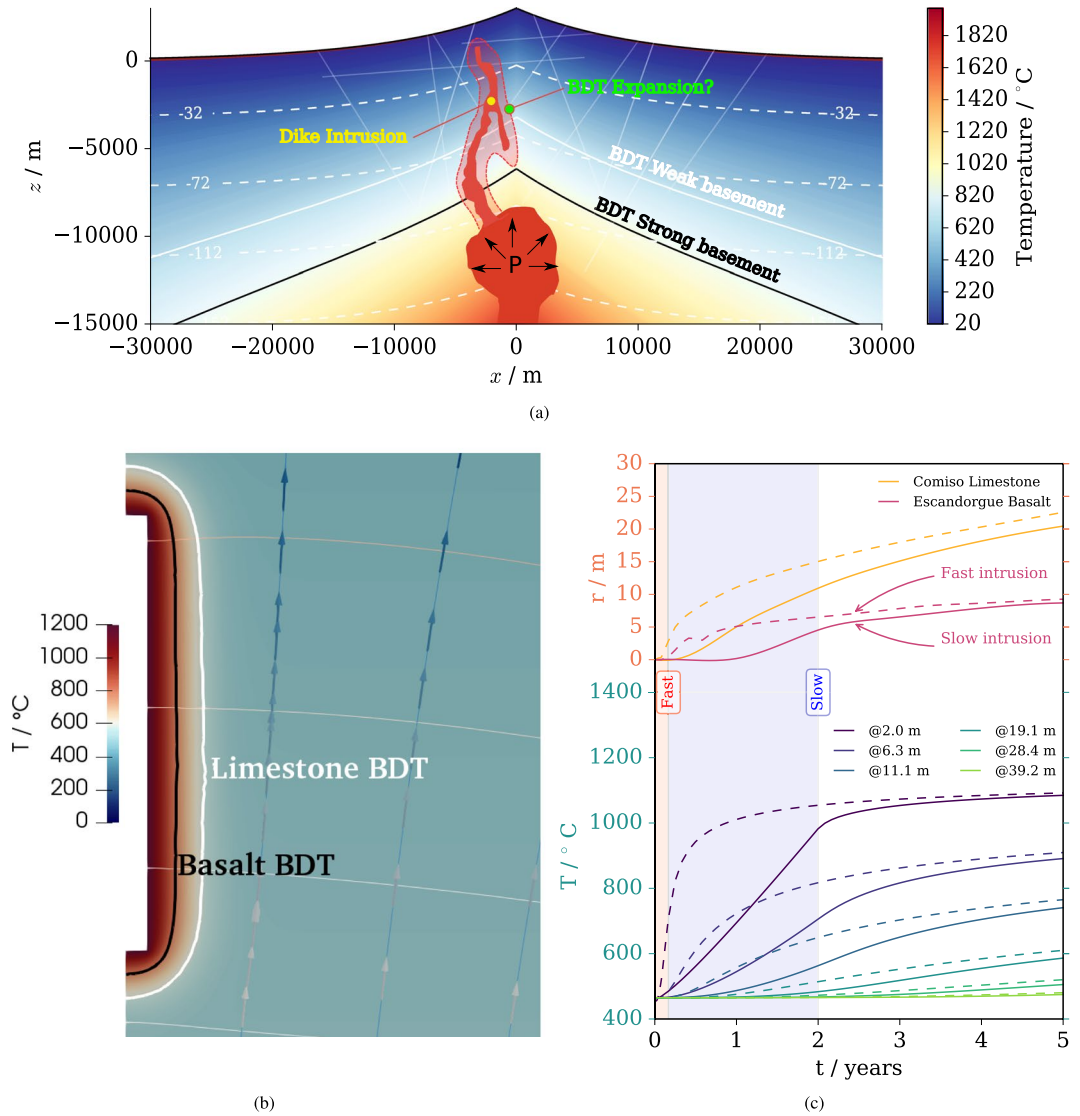 0
−5000
−10000
−15000
z / m
−30000
−20000
−10000
0
10000
20000
30000
x / m
-32
-32
-72
-72
-112
-112
Dike Intrusion
BDT Expansion?
BDT Weak basement
BDT Strong basement
P
1820
1620
1420
1220
1020
820
620
420
220
20
Temperature / °C
(a)
1200
1000
800
600
400
200
0
T / °C
Limestone BDT
Basalt BDT
(b)
30
25
20
15
10
5
0
r / m
Comiso Limestone
Escandorgue Basalt
Fast intrusion
Slow intrusion
Fast
Slow
1400
1200
1000
800
600
400
T / °C
@2.0 m
@6.3 m
@11.1 m
@19.1 m
@28.4 m
@39.2 m
0
1
2
3
4
5
t / years
(c)